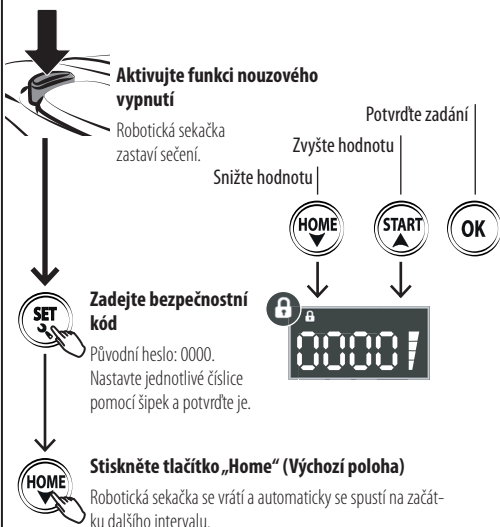 Aktivujte funkci nouzového
vypnutí
Robotická sekačka
zastaví sečení.
Potvrďte zadání
Zvyšte hodnotu
Snižte hodnotu
HOME
START
OK
SET
Zadejte bezpečnostní
kód
Původní heslo: 0000.
Nastavte jednotlivé číslice
pomocí šipek a potvrďte je.
0000
HOME
Stiskněte tlačítko „Home“ (Výchozí poloha)
Robotická sekačka se vrátí a automaticky se spustí na začát-
ku dalšího intervalu.